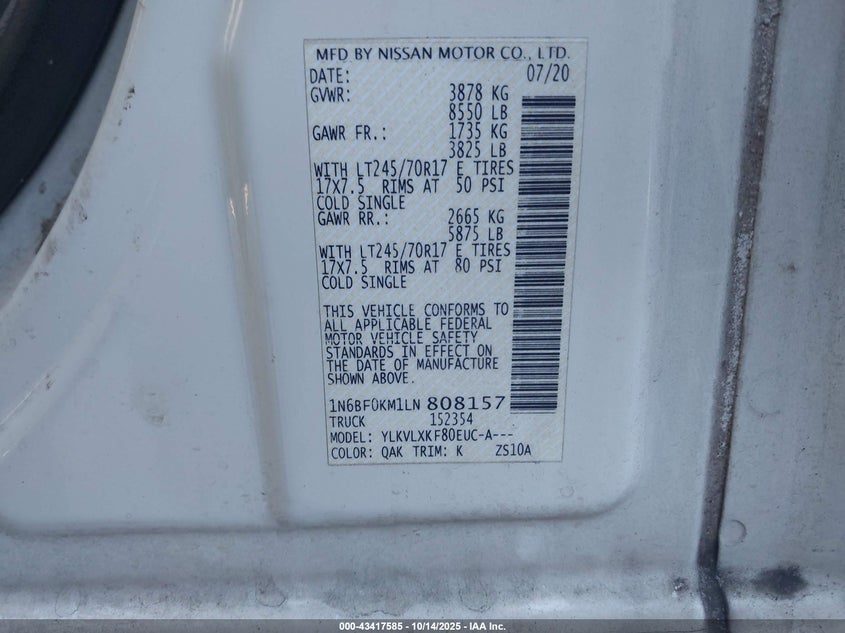 MFD BY NISSAN MOTOR CO., LTD.
DATE: 07/20
GVWR: 3878 KG
8550 LB
GAWR FR.: 1735 KG
3825 LB
WITH LT245/70R17 E TIRES
17X7.5 RIMS AT 50 PSI
COLD SINGLE
GAWR RR.: 2665 KG
5875 LB
WITH LT245/70R17 E TIRES
17X7.5 RIMS AT 80 PSI
COLD SINGLE
THIS VEHICLE CONFORMS TO
ALL APPLICABLE FEDERAL
MOTOR VEHICLE SAFETY
STANDARDS IN EFFECT ON
THE DATE OF MANUFACTURE
SHOWN ABOVE.
1N6BF0KM1LN 808157
TRUCK 152354
MODEL: YLKVLXKF80EUC-A---
COLOR: QAK TRIM: K ZS10A
000-43417585 - 10/14/2025 - IAA Inc.